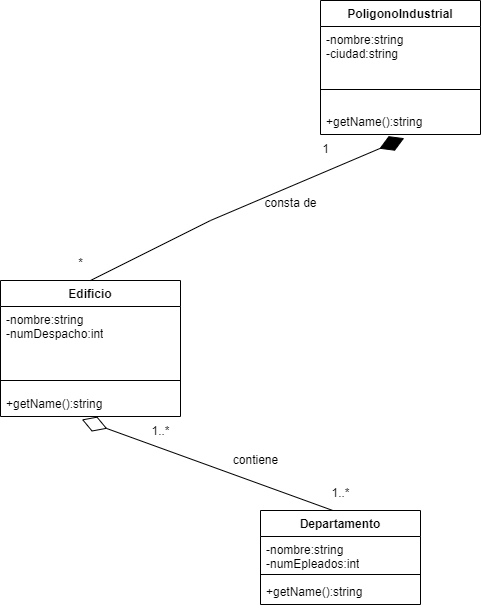 PoligonoIndustrial
-nombre:string
-ciudad:string
+getName():string
1
consta de
*
Edificio
-nombre:string
-numDespacho:int
+getName():string
1..*
contiene
1..*
Departamento
-nombre:string
-numEpleados:int
+getName():string